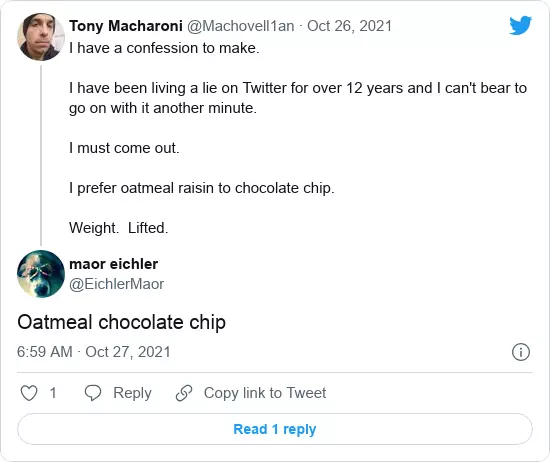 Tony Macharoni @Machovell1an · Oct 26, 2021
I have a confession to make.
I have been living a lie on Twitter for over 12 years and I can't bear to
go on with it another minute.
I must come out.
I prefer oatmeal raisin to chocolate chip.
Weight.  Lifted.
maor eichler
@EichlerMaor
Oatmeal chocolate chip
6:59 AM · Oct 27, 2021
1 Reply Copy link to Tweet
Read 1 reply